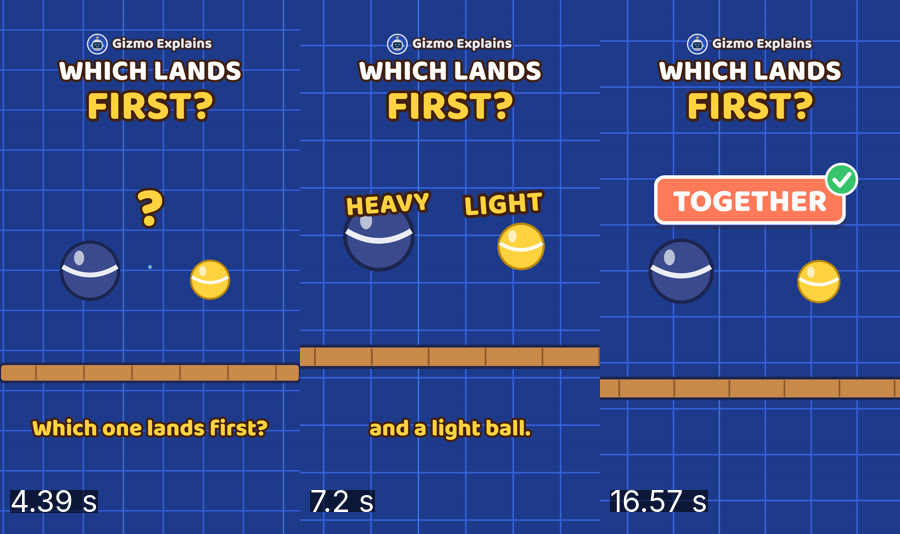 Gizmo Explains
WHICH LANDS
FIRST?
?
Which one lands first?
4.39 s
Gizmo Explains
WHICH LANDS
FIRST?
HEAVY LIGHT
and a light ball.
7.2 s
Gizmo Explains
WHICH LANDS
FIRST?
TOGETHER
16.57 s